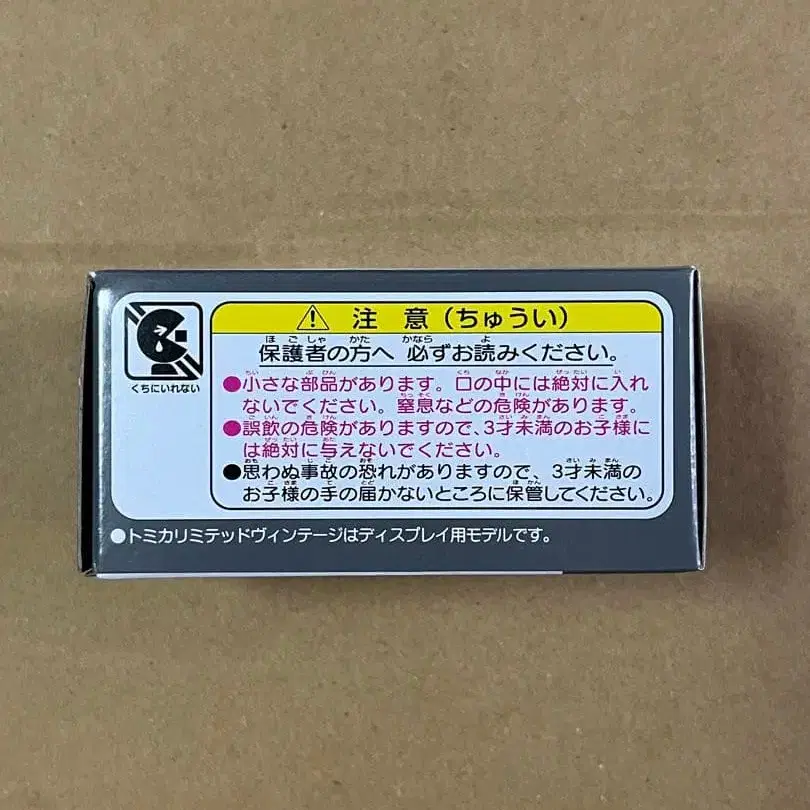 くちにいれない
注 意（ちゅうい）
保護者の方へ 必ずお読みください。
●小さな部品があります。口の中には絶対に入れ
ないでください。窒息などの危険があります。
●誤飲の危険がありますので、3才未満のお子様に
は絶対に与えないでください。
●思わぬ事故の恐れがありますので、3才未満の
お子様の手の届かないところに保管してください。
●トミカリミテッドヴィンテージはディスプレイ用モデルです。